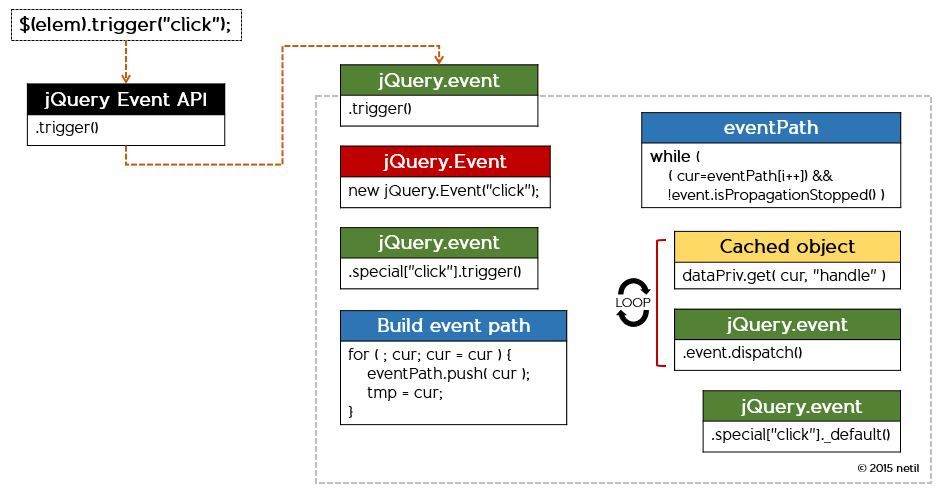 $(elem).trigger("click");
jQuery Event API
.trigger()
jQuery.event
.trigger()
jQuery.Event
new jQuery.Event("click");
jQuery.event
.special["click"].trigger()
Build event path
for ( ; cur; cur = cur ) {
eventPath.push( cur );
tmp = cur;
}
eventPath
while (
( cur=eventPath[i++]) &&
!event.isPropagationStopped() )
LOOP
Cached object
dataPriv.get( cur, "handle" )
jQuery.event
.event.dispatch()
jQuery.event
.special["click"]._default()
© 2015 netil